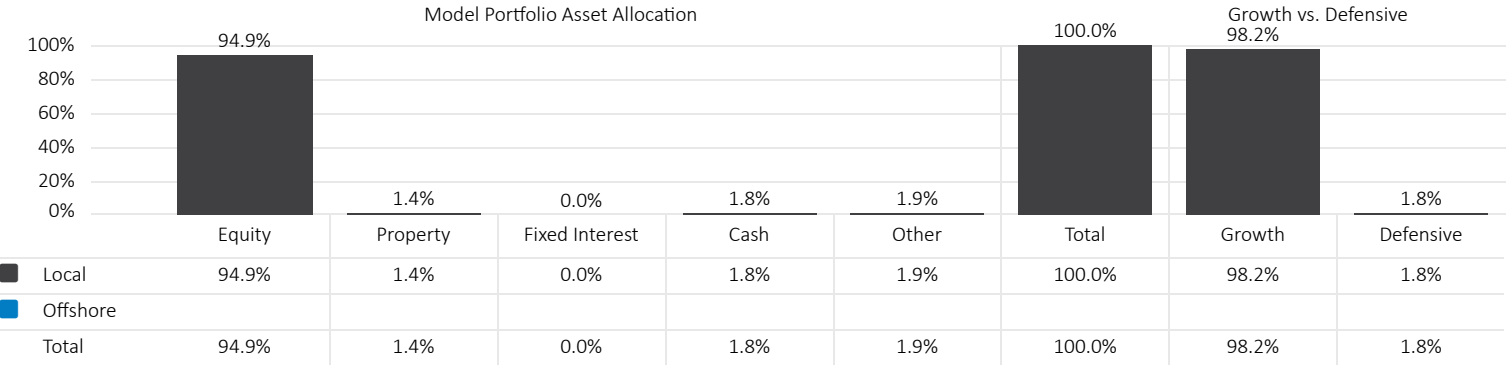 Model Portfolio Asset Allocation
Growth vs. Defensive
100%
80%
60%
40%
20%
0%
94.9% 1.4% 0.0% 1.8% 1.9% 100.0% 98.2% 1.8%
Equity Property Fixed Interest Cash Other Total Growth Defensive
Local 94.9% 1.4% 0.0% 1.8% 1.9% 100.0% 98.2% 1.8%
Offshore
Total 94.9% 1.4% 0.0% 1.8% 1.9% 100.0% 98.2% 1.8%